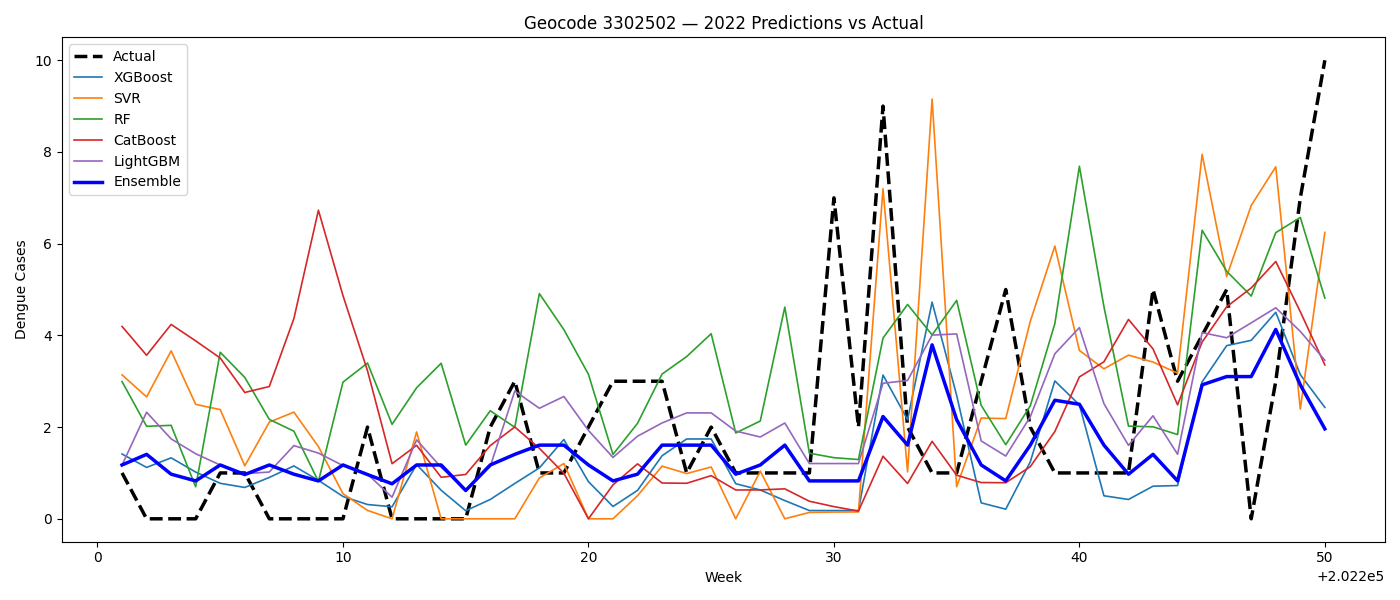 Geocode 3302502 — 2022 Predictions vs Actual
Actual
XGBoost
SVR
RF
CatBoost
LightGBM
Ensemble
Dengue Cases
10
8
6
4
2
0
0 10 20 30 40 50
+2.022e5
Week